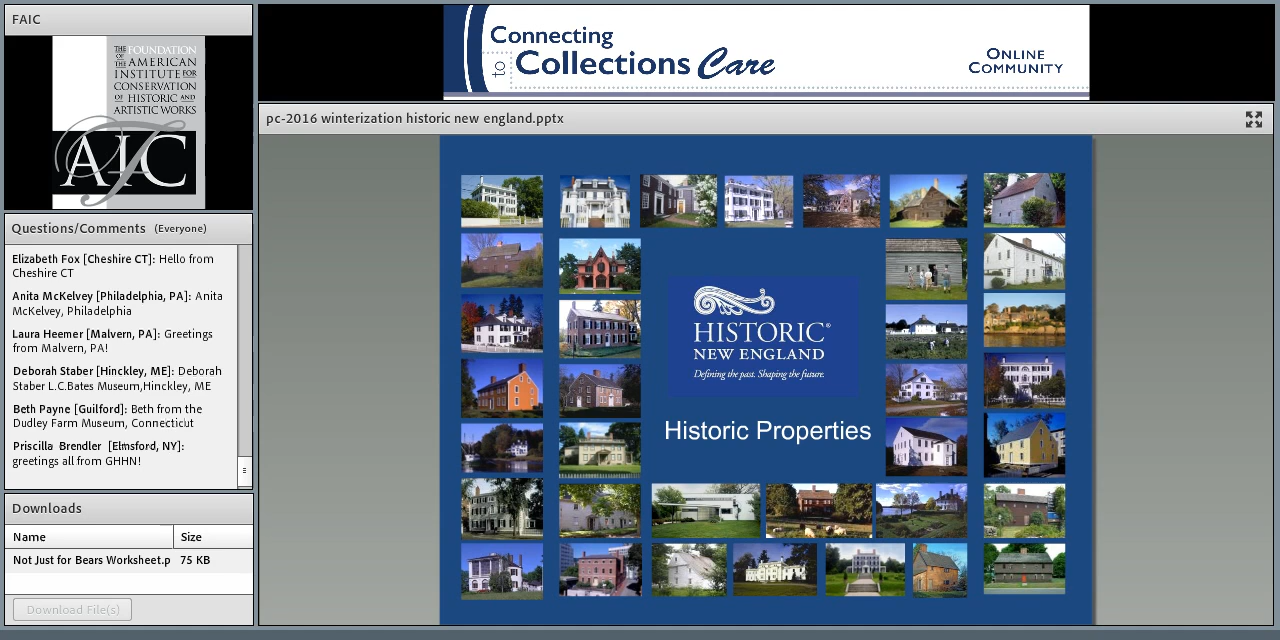 FAIC
THE FOUNDATION
OF THE AMERICAN
INSTITUTE FOR
CONSERVATION
OF HISTORIC AND
ARTISTIC WORKS
AIC
Questions/Comments (Everyone)
Elizabeth Fox [Cheshire CT]: Hello from
Cheshire CT
Anita McKelvey [Philadelphia, PA]: Anita
McKelvey, Philadelphia
Laura Heemer [Malvern, PA]: Greetings
from Malvern, PA!
Deborah Staber [Hinckley, ME]: Deborah
Staber L.C.Bates Museum,Hinckley, ME
Beth Payne [Guilford]: Beth from the
Dudley Farm Museum, Connecticut
Priscilla Brendler [Elmsford, NY]:
greetings all from GHHN!
Downloads
Name Size
Not Just for Bears Worksheet.p 75 KB
Download File(s)
Connecting
to Collections Care
ONLINE
COMMUNITY
pc-2016 winterization historic new england.pptx
HISTORIC®
NEW ENGLAND
Defining the past. Shaping the future.
Historic Properties